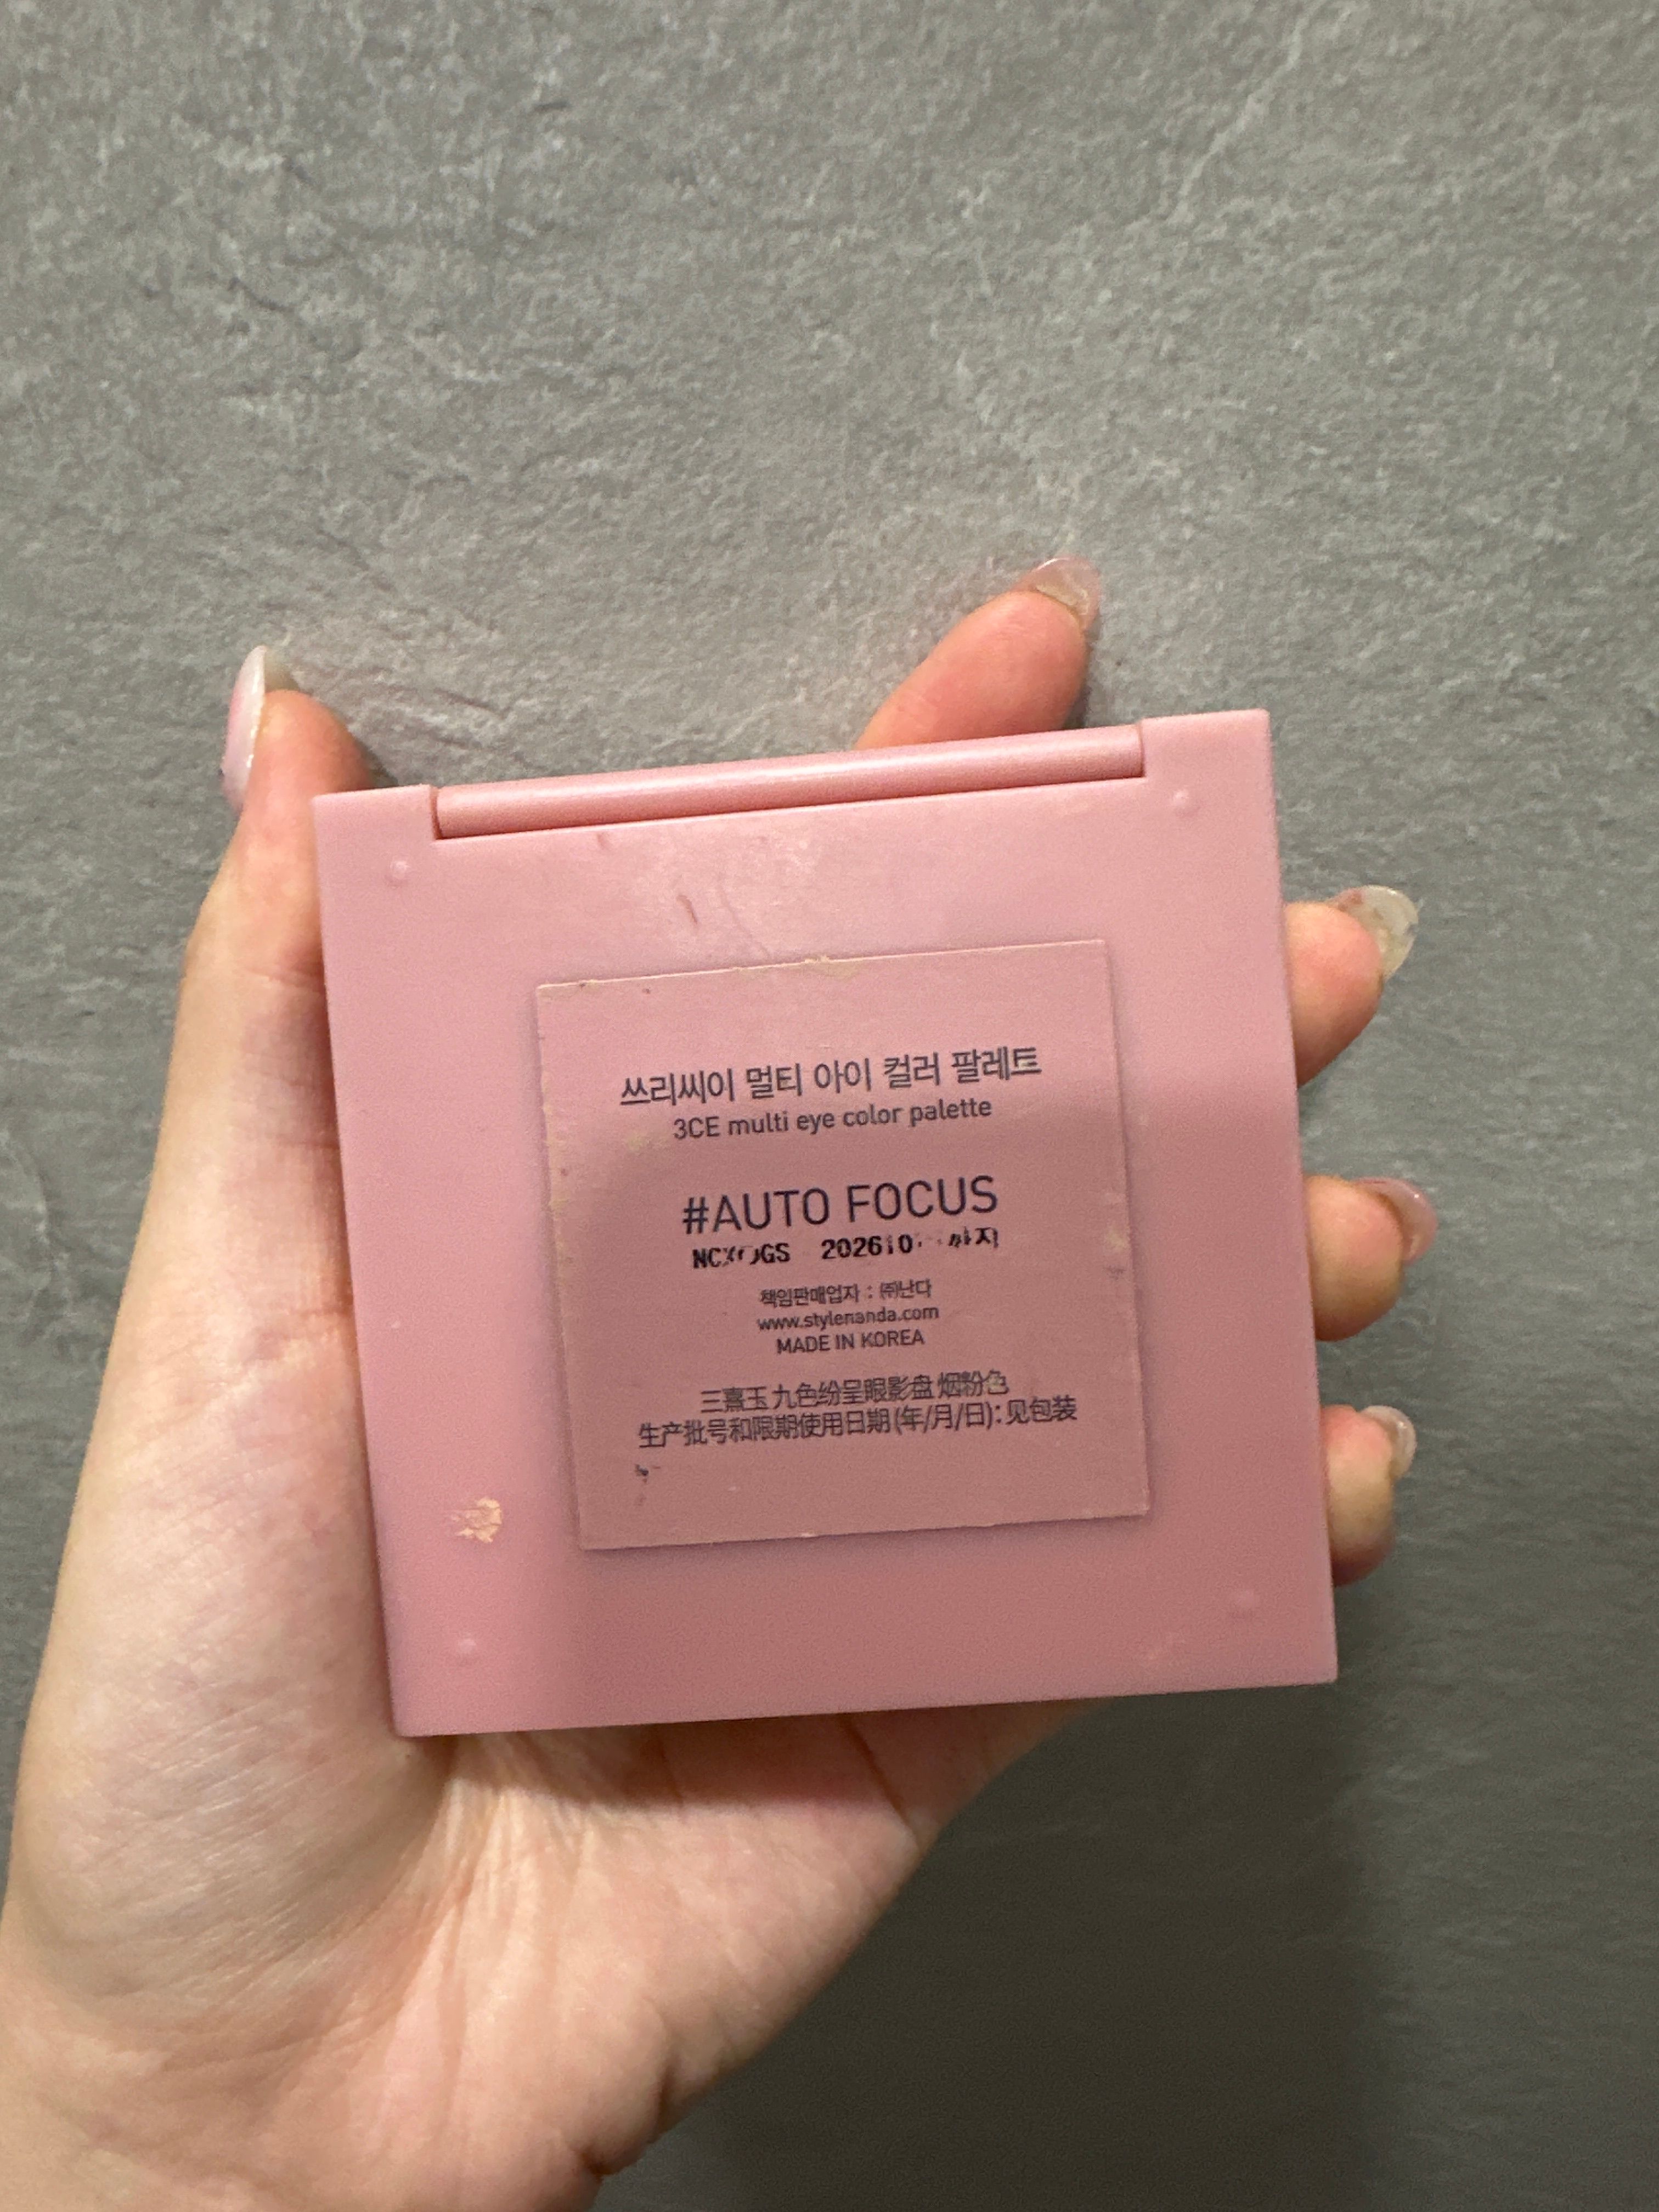 쓰리씨이 멀티 아이 컬러 팔레트
3CE multi eye color palette
#AUTO FOCUS
책임판매업자 : ㈜난다
www.stylenanda.com
MADE IN KOREA
三熹玉 九色纷呈眼影盘 烟粉色
生产批号和限期使用日期(年/月/日): 见包装